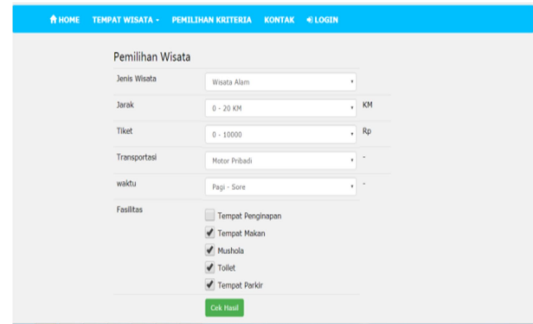 HOME TEMPAT WISATA PEMILIHAN KRITERIA KONTAK LOGIN
Pemilihan Wisata
Jenis Wisata Wisata Alam
Jarak 0 - 20 KM KM
Tiket 0 - 10000 Rp
Transportasi Motor Pribadi -
waktu Pagi - Sore -
Fasilitas Tempat Penginapan
Tempat Makan
Mushola
Toilet
Tempat Parkir
Cek Hasil